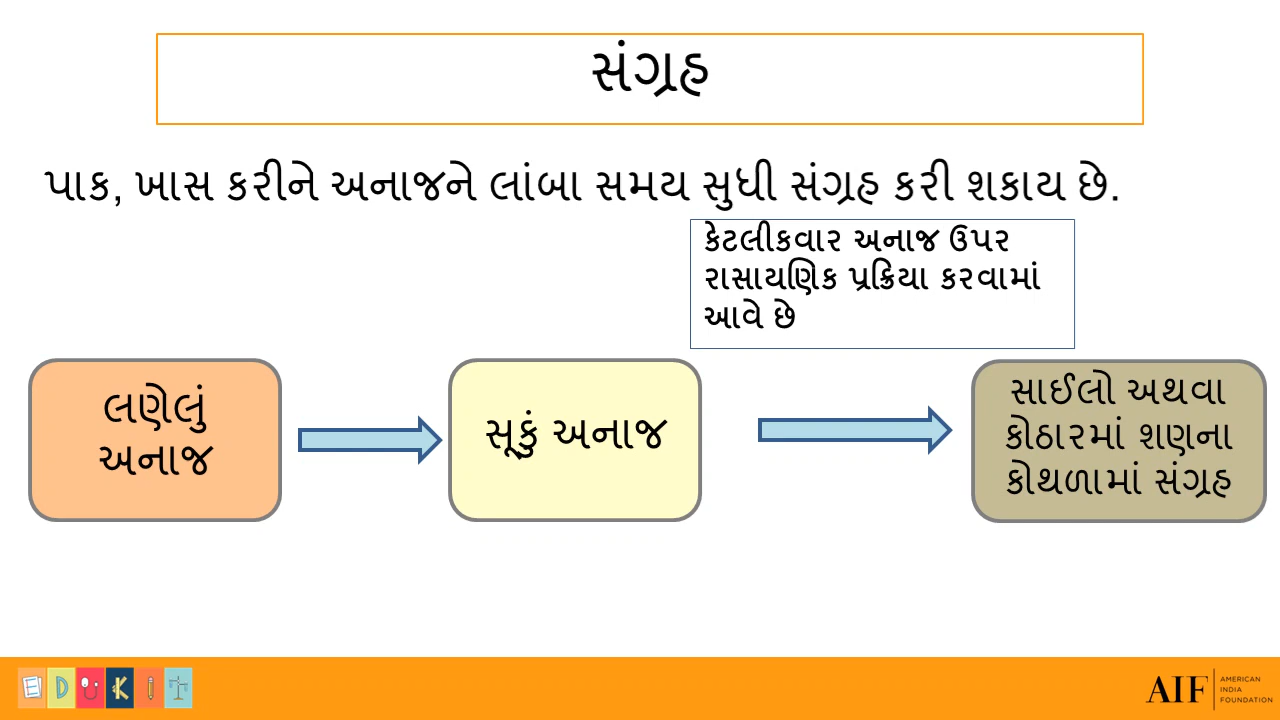 સંગ્રહ
પાક, ખાસ કરીને અનાજને લાંબા સમય સુધી સંગ્રહ કરી શકાય છે.
કેટલીકવાર અનાજ ઉપર
રાસાયણિક પ્રક્રિયા કરવામાં
આવે છે
લણેલું
અનાજ
સૂકું અનાજ
સાઈલો અથવા
કોઠારમાં શણના
કોથળામાં સંગ્રહ
EDUKIT
AIF
AMERICAN
INDIA
FOUNDATION